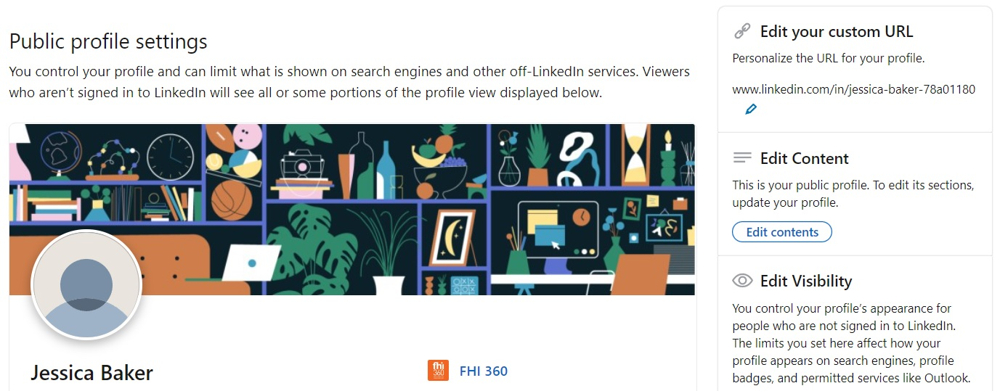 Public profile settings
You control your profile and can limit what is shown on search engines and other off-LinkedIn services. Viewers
who aren’t signed in to LinkedIn will see all or some portions of the profile view displayed below.
Jessica Baker
fhi
360
FHI 360
Edit your custom URL
Personalize the URL for your profile.
www.linkedin.com/in/jessica-baker-78a01180
Edit Content
This is your public profile. To edit its sections,
update your profile.
Edit contents
Edit Visibility
You control your profile’s appearance for
people who are not signed in to LinkedIn.
The limits you set here affect how your
profile appears on search engines, profile
badges, and permitted services like Outlook.